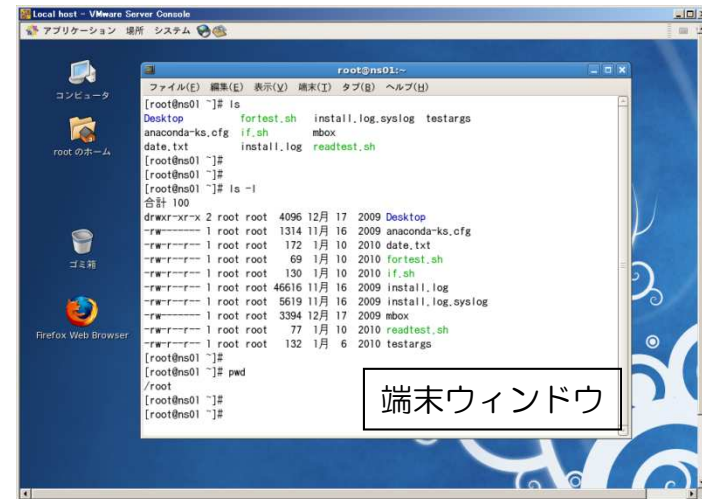 Local host - VMware Server Console
アプリケーション 場所 システム
コンピュータ
root のホーム
ゴミ箱
Firefox Web Browser
root@ns01:~
ファイル(F) 編集(E) 表示(V) 端末(T) タブ(B) ヘルプ(H)
[root@ns01 ~]# ls
Desktop fortest.sh install.log.syslog testargs
anaconda-ks.cfg if.sh mbox
date.txt install.log readtest.sh
[root@ns01 ~]#
[root@ns01 ~]#
[root@ns01 ~]# ls -l
合計 100
drwxr-xr-x 2 root root 4096 12月 17 2009 Desktop
-rw------- 1 root root 1314 11月 16 2009 anaconda-ks.cfg
-rw-r--r-- 1 root root 172 1月 10 2010 date.txt
-rw-r--r-- 1 root root 69 1月 10 2010 fortest.sh
-rw-r--r-- 1 root root 130 1月 10 2010 if.sh
-rw-r--r-- 1 root root 46616 11月 16 2009 install.log
-rw-r--r-- 1 root root 5619 11月 16 2009 install.log.syslog
-rw------- 1 root root 3394 12月 17 2009 mbox
-rw-r--r-- 1 root root 77 1月 10 2010 readtest.sh
-rw-r--r-- 1 root root 132 1月 6 2010 testargs
[root@ns01 ~]#
[root@ns01 ~]# pwd
/root
[root@ns01 ~]#
[root@ns01 ~]#
端末ウィンドウ